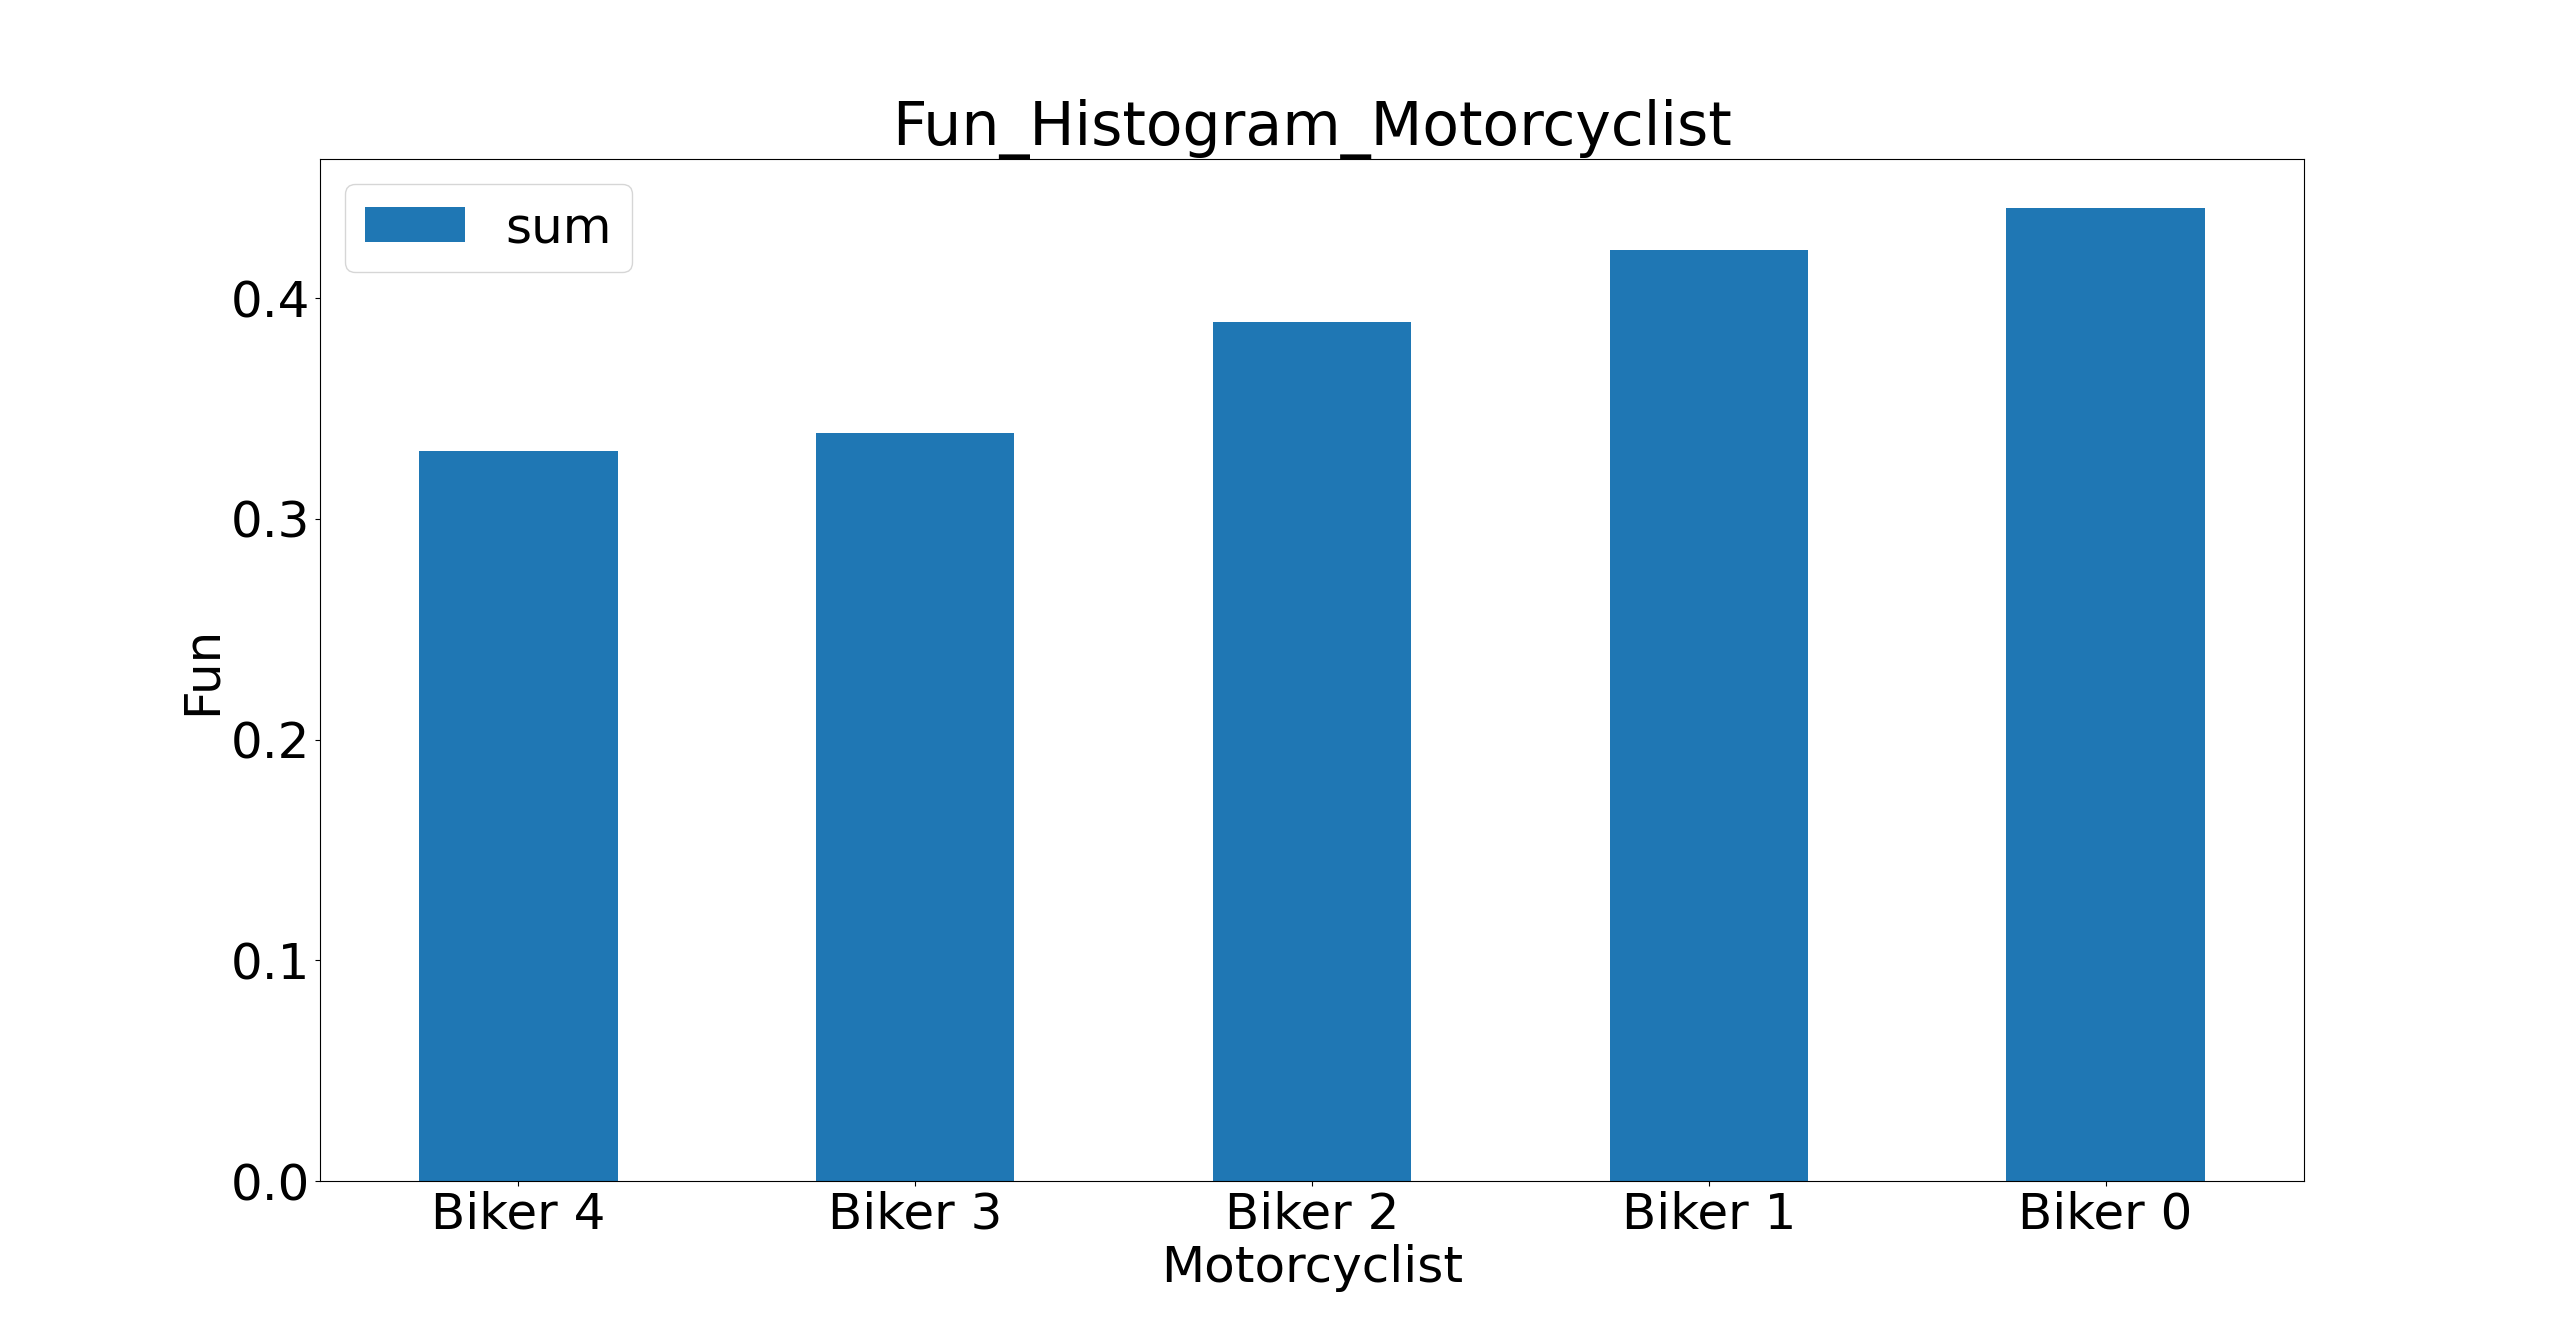 Fun_Histogram_Motorcyclist
sum
0.4
0.3
0.2
0.1
0.0
Fun
Biker 4 Biker 3 Biker 2 Biker 1 Biker 0
Motorcyclist